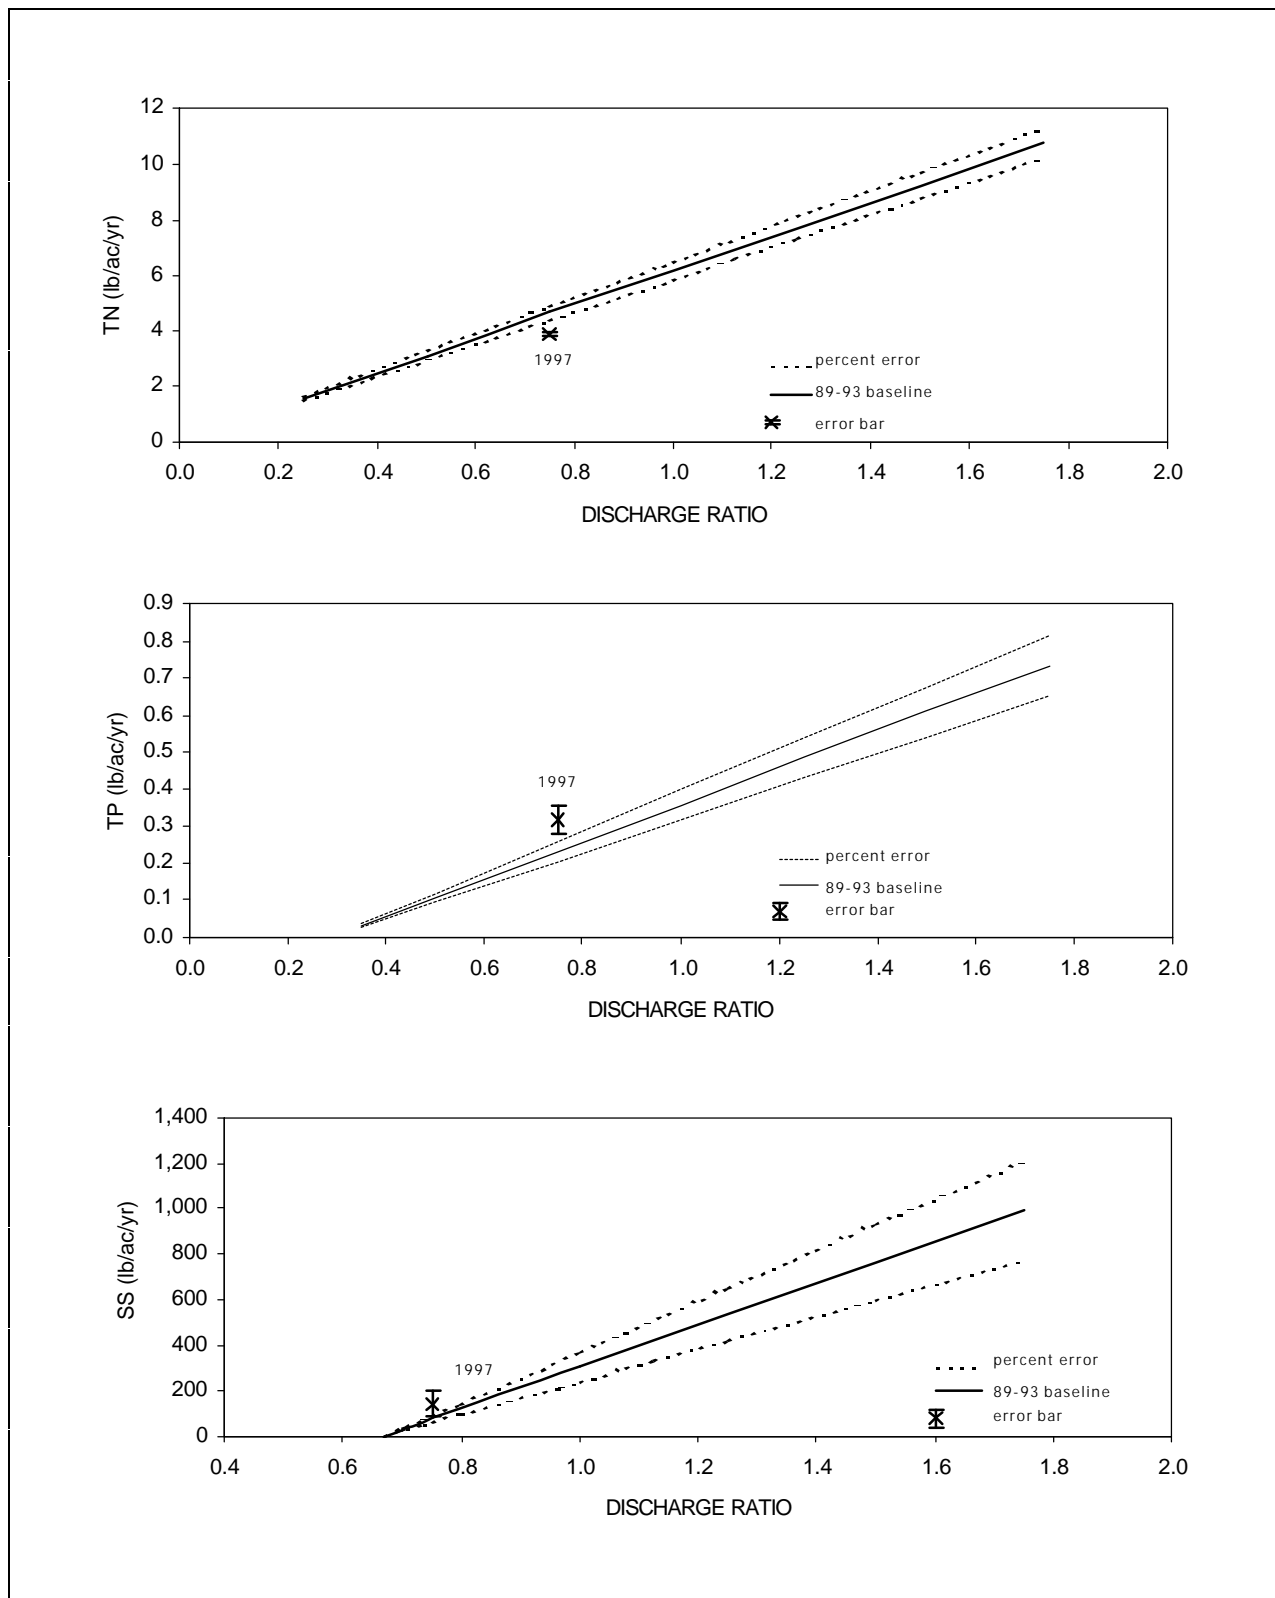 12
10
8
6
4
2
0
TN (lb/ac/yr)
1997
percent error
89-93 baseline
error bar
0.0 0.2 0.4 0.6 0.8 1.0 1.2 1.4 1.6 1.8 2.0
DISCHARGE RATIO
0.9
0.8
0.7
0.6
0.5
0.4
0.3
0.2
0.1
0.0
TP (lb/ac/yr)
1997
percent error
89-93 baseline
error bar
0.0 0.2 0.4 0.6 0.8 1.0 1.2 1.4 1.6 1.8 2.0
DISCHARGE RATIO
1,400
1,200
1,000
800
600
400
200
0
SS (lb/ac/yr)
1997
percent error
89-93 baseline
error bar
0.4 0.6 0.8 1.0 1.2 1.4 1.6 1.8 2.0
DISCHARGE RATIO